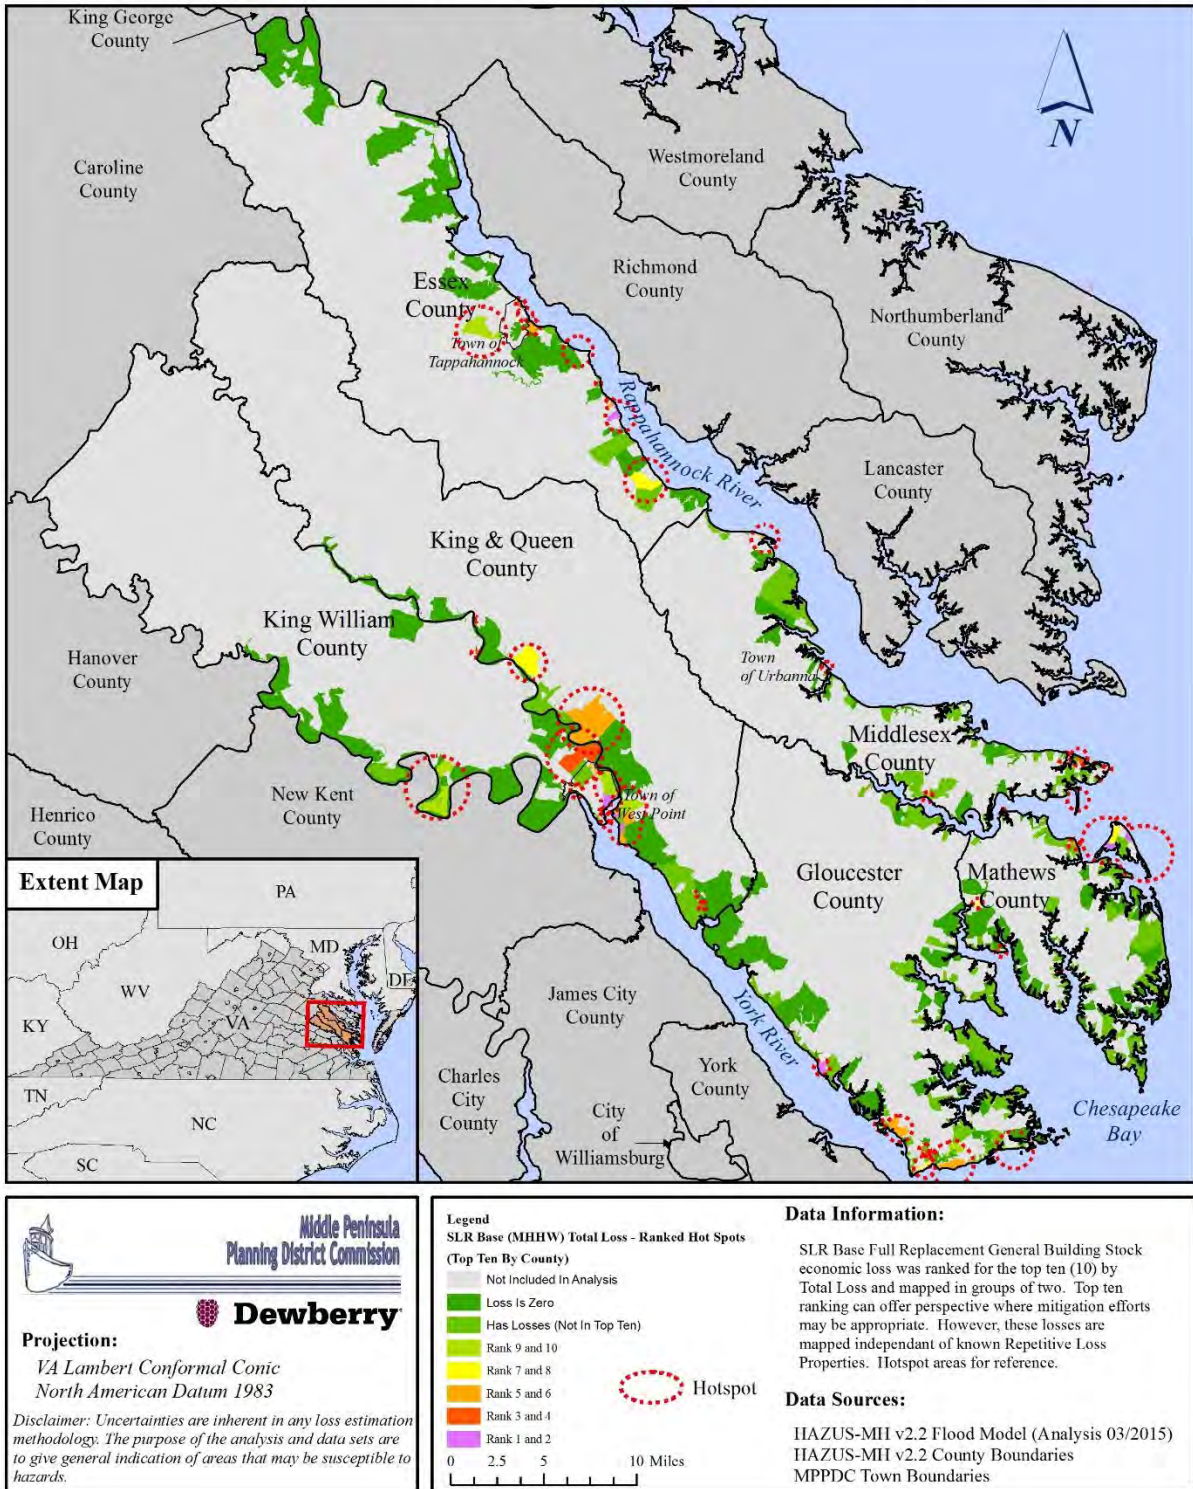 King George
County
Caroline
County
Westmoreland
County
N
Richmond
County
Essex
County
Northumberland
County
Town of
Tappahannock
Rappahannock River
Lancaster
County
King & Queen
County
King William
County
Hanover
County
Town
of Urbanna
Middlesex
County
New Kent
County
Town of
West Point
Henrico
County
Gloucester
County
Mathews
County
Extent Map
PA
OH
MD
DE
WV
KY
VA
TN
NC
SC
James City
County
York River
York
County
Charles
City
County
City
of
Williamsburg
Chesapeake
Bay
Middle Peninsula
Planning District Commission
Dewberry
Projection:
VA Lambert Conformal Conic
North American Datum 1983
Disclaimer: Uncertainties are inherent in any loss estimation
methodology. The purpose of the analysis and data sets are
to give general indication of areas that may be susceptible to
hazards.
Legend
SLR Base (MHHW) Total Loss - Ranked Hot Spots
(Top Ten By County)
Not Included In Analysis
Loss Is Zero
Has Losses (Not In Top Ten)
Rank 9 and 10
Rank 7 and 8
Rank 5 and 6
Rank 3 and 4
Rank 1 and 2
Hotspot
0 2.5 5 10 Miles
Data Information:
SLR Base Full Replacement General Building Stock
economic loss was ranked for the top ten (10) by
Total Loss and mapped in groups of two. Top ten
ranking can offer perspective where mitigation efforts
may be appropriate. However, these losses are
mapped independant of known Repetitive Loss
Properties. Hotspot areas for reference.
Data Sources:
HAZUS-MH v2.2 Flood Model (Analysis 03/2015)
HAZUS-MH v2.2 County Boundaries
MPPDC Town Boundaries